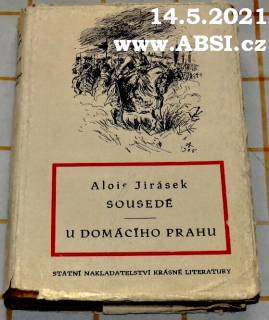 14.5.2021
www.ABSI.cz
Alois Jirásek
SOUSEDÉ
U DOMÁCÍHO PRAHU
STÁTNÍ NAKLADATELSTVÍ KRÁSNÉ LITERATURY